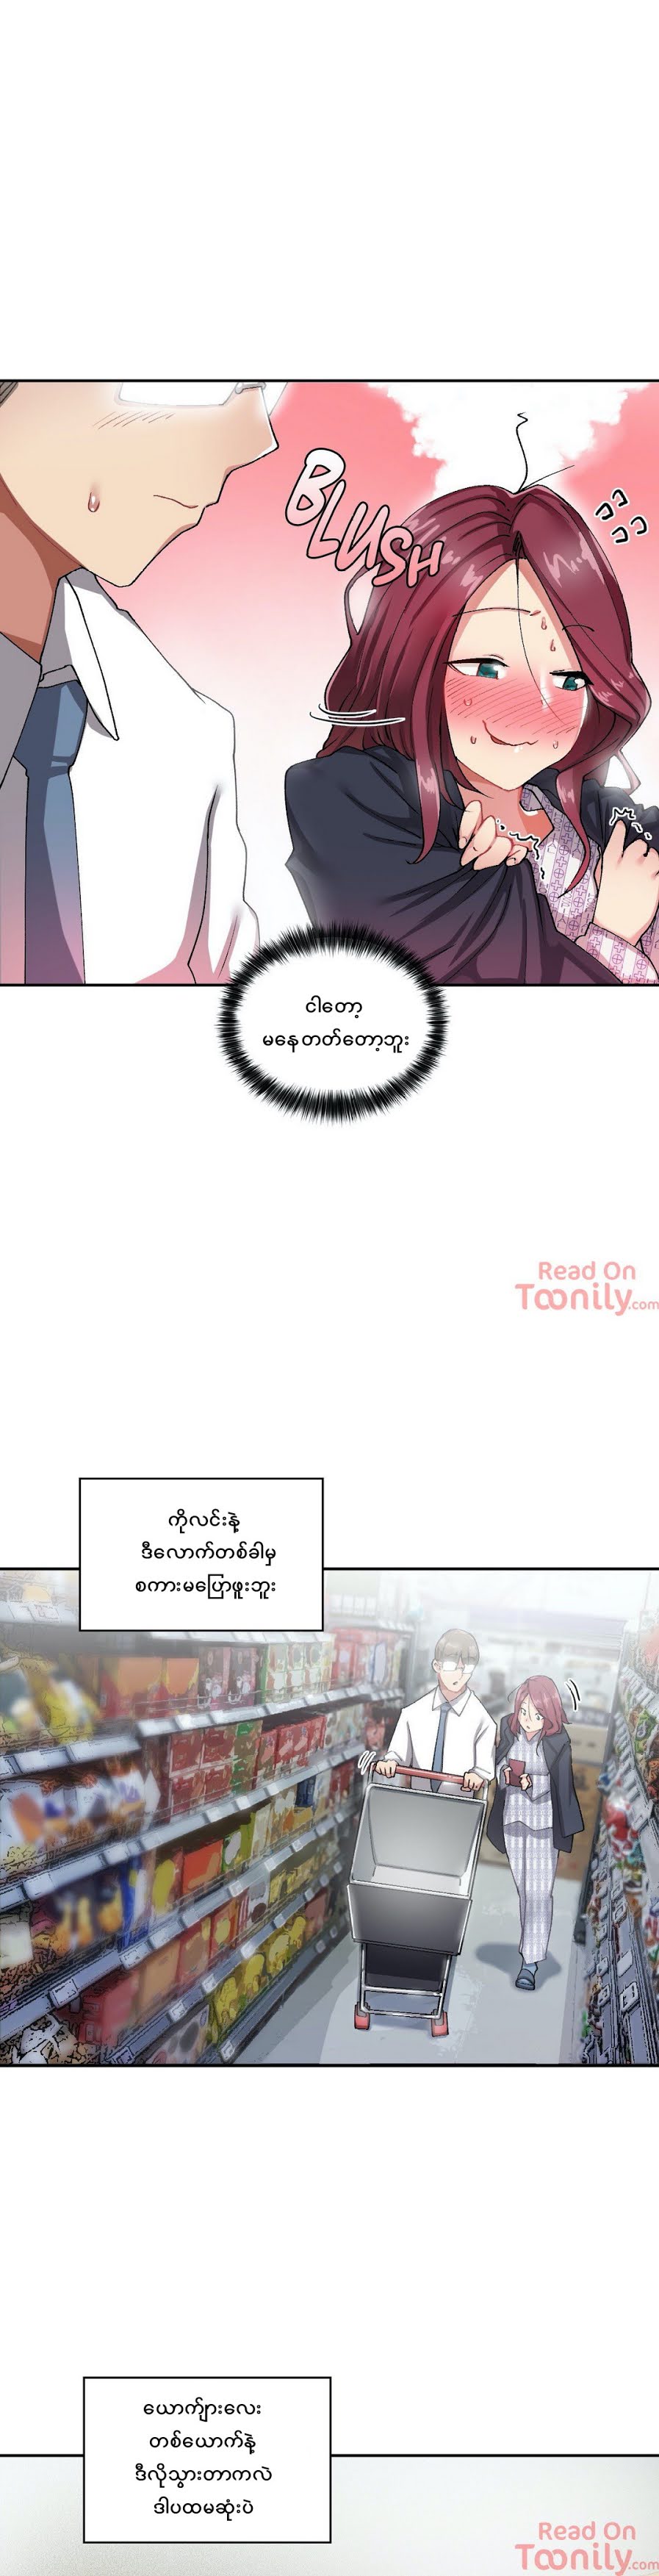 BLUSH
ငါတော့
မနေတတ်တော့ဘူး
Read On
Toonily.com
ကိုလင်းနဲ့
ဒီလောက်တစ်ခါမှ
စကားမပြောဖူးဘူး
ယောကျ်ားလေး
တစ်ယောက်နဲ့
ဒီလိုသွားတာကလဲ
ဒါပထမဆုံးပဲ
Read On
Toonily.com